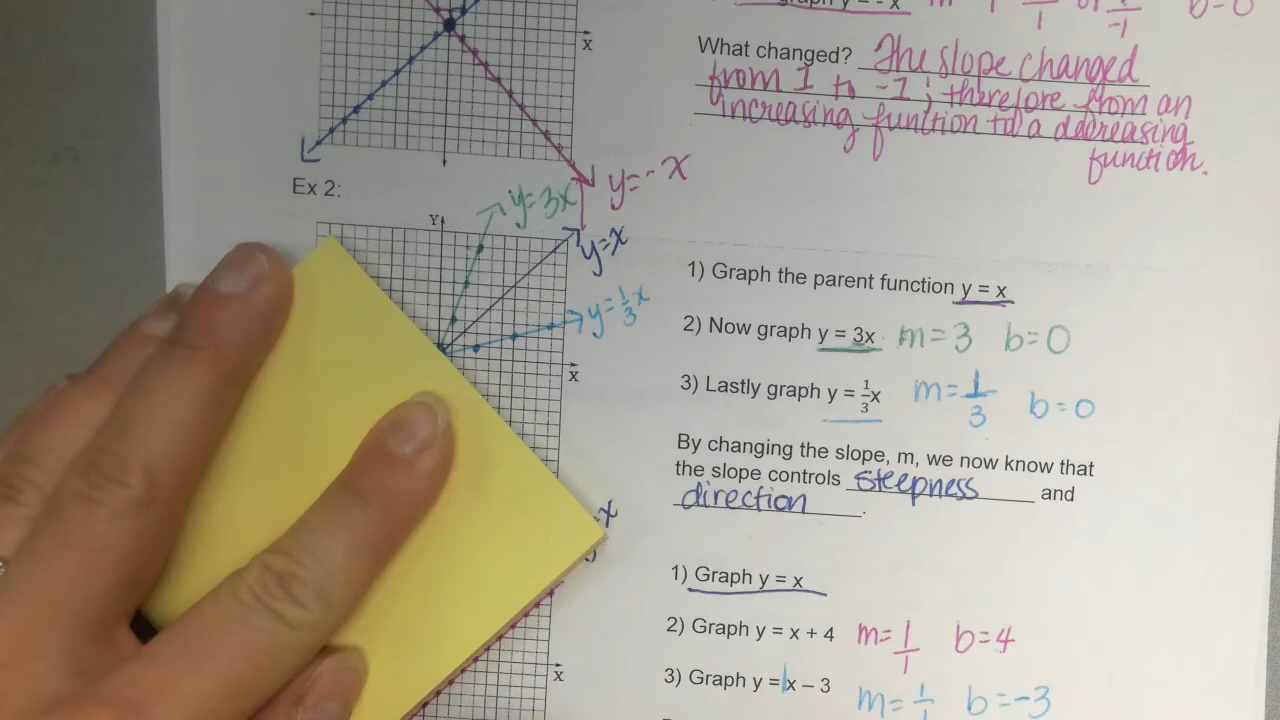 graph y = - x
b=0
x
What changed? The slope changed
from 1 to -1; therefore from an
increasing function to a decreasing
function.
y=-x
Ex 2:
y=3x
Y
y=x
y=1/3x
x
1) Graph the parent function y = x
2) Now graph y = 3x m=3 b=0
3) Lastly graph y = 1/3x m=1/3 b=0
By changing the slope, m, we now know that
the slope controls steepness and
direction.
x
1) Graph y = x
2) Graph y = x + 4 m=1/1 b=4
3) Graph y = 1x – 3 m=1/1 b=-3
x